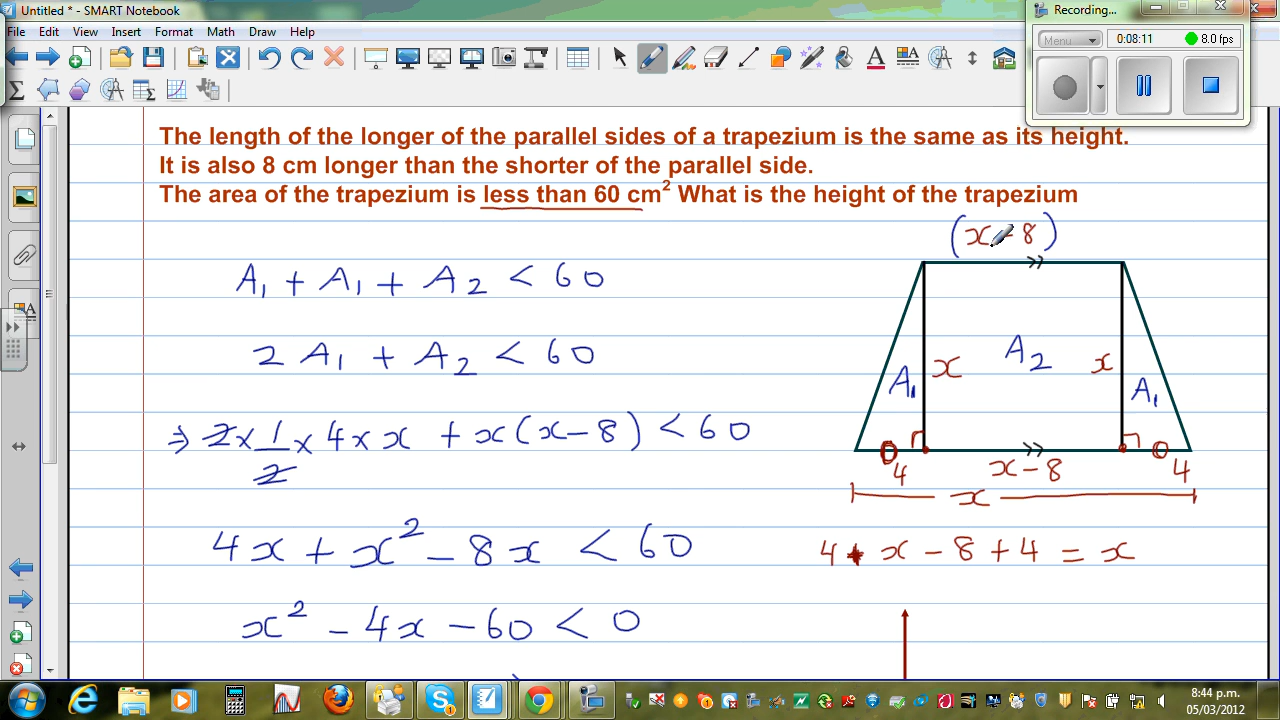 Untitled * - SMART Notebook
File Edit View Insert Format Math Draw Help
Recording...
Menu 0:08:11 8.0 fps
The length of the longer of the parallel sides of a trapezium is the same as its height.
It is also 8 cm longer than the shorter of the parallel side.
The area of the trapezium is less than 60 cm² What is the height of the trapezium
(x-8)
A₁ + A₁ + A₂ < 60
2 A₁ + A₂ < 60
A₁ x A₂ x A₁
⇒ 2 × 1/2 × 4 × x + x(x-8) < 60
4 x-8 4
x
4x + x² - 8x < 60
4 + x - 8 + 4 = x
x² - 4x - 60 < 0
8:44 p.m.
05/03/2012